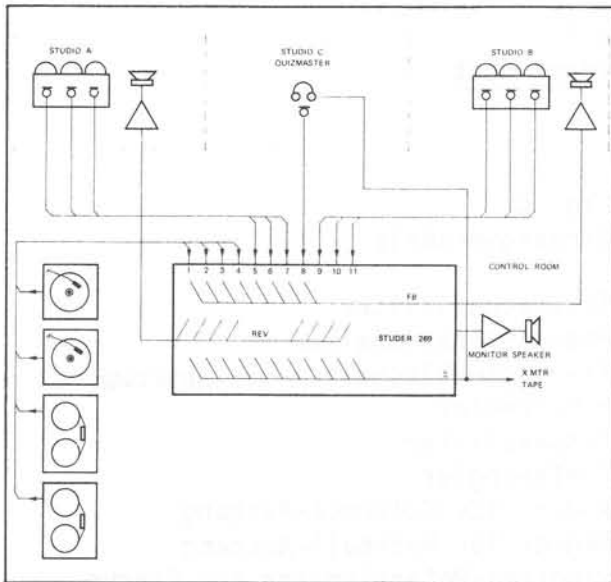 STUDIO A
STUDIO C
QUIZMASTER
STUDIO B
1 2 3 4 5 6 7 8 9 10 11
CONTROL ROOM
FB
REV
STUDER 269
MONITOR SPEAKER
X MTR
TAPE